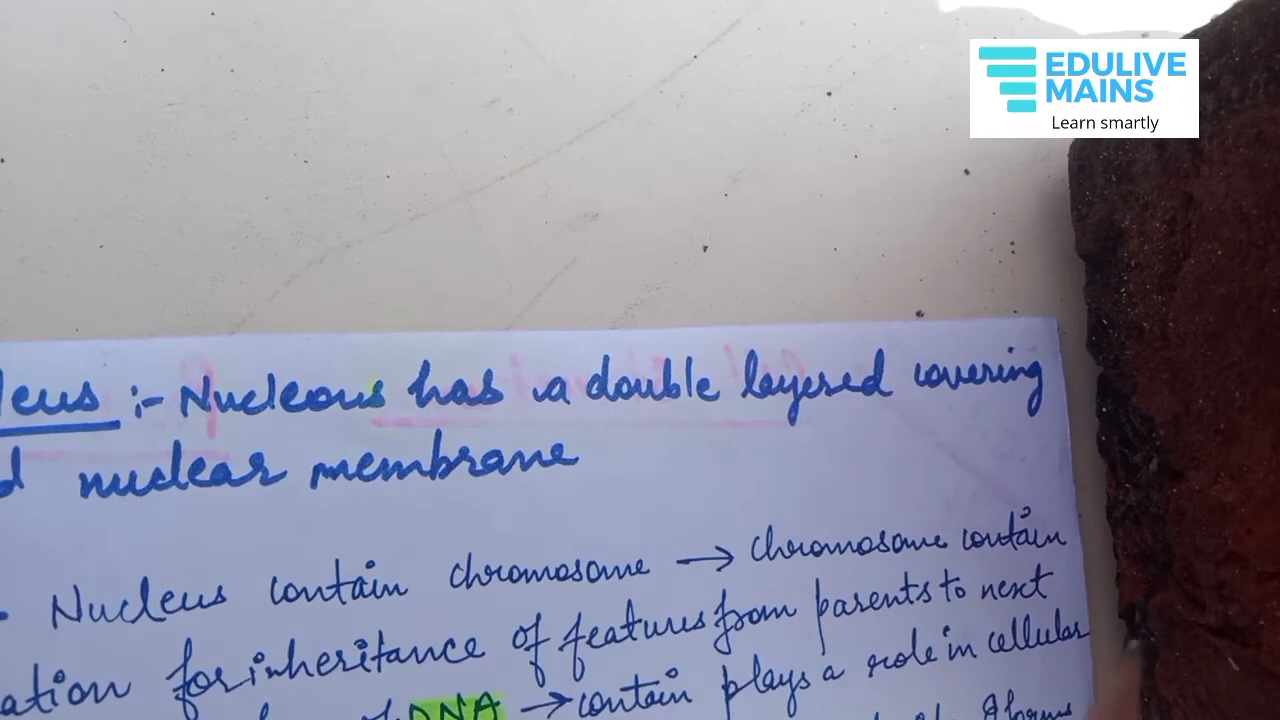 EDULIVE
MAINS
Learn smartly
leus :- Nucleous has a double layered covering
d nuclear membrane
Nucleus contain chromosome → chromosome contain
ation for inheritance of features from parents to next
DNA → contain plays a role in cellular